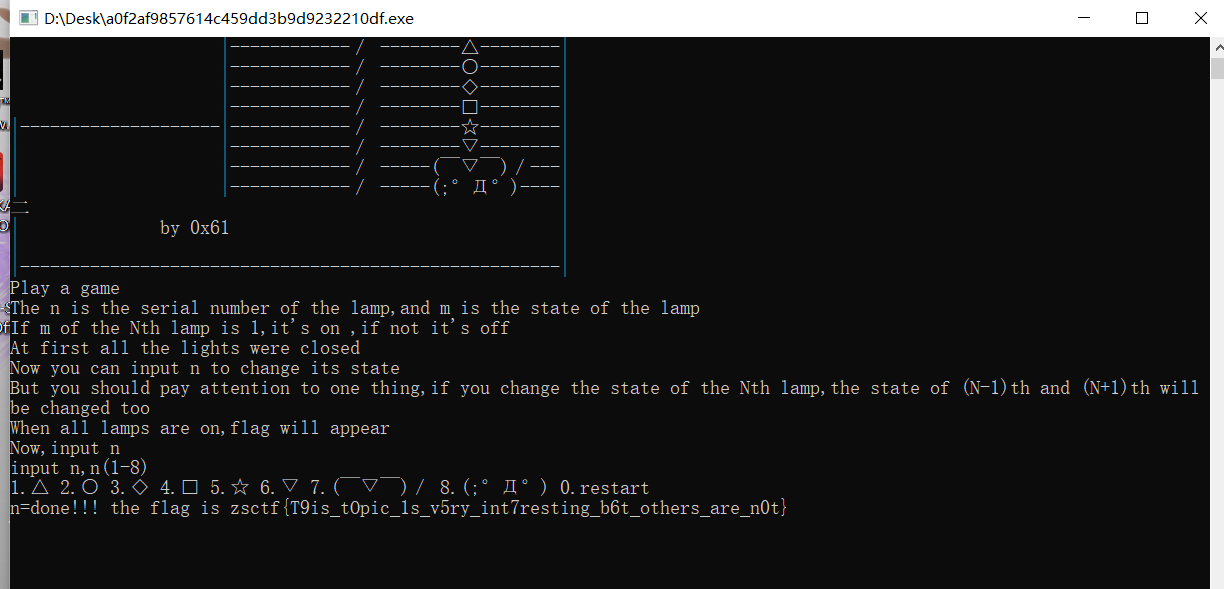 D:\Desk\a0f2af9857614c459dd3b9d9232210df.exe
|------------ / --------△--------|
|------------ / --------○--------|
|------------ / --------◇--------|
|------------ / --------□--------|
|--------------------|------------ / --------☆--------|
|------------ / --------▽--------|
|------------ / -----(￣▽￣)/---
|------------ / -----(;°Д°)----|
二
by 0x61
|------------------------------------------------------|
Play a game
The n is the serial number of the lamp,and m is the state of the lamp
If m of the Nth lamp is 1,it's on ,if not it's off
At first all the lights were closed
Now you can input n to change its state
But you should pay attention to one thing,if you change the state of the Nth lamp,the state of (N-1)th and (N+1)th will
be changed too
When all lamps are on,flag will appear
Now,input n
input n,n(1-8)
1.△ 2.○ 3.◇ 4.□ 5.☆ 6.▽ 7.(￣▽￣)/ 8.(;°Д°) 0.restart
n=done!!! the flag is zsctf{T9is_tOpic_1s_v5ry_int7resting_b6t_others_are_n0t}